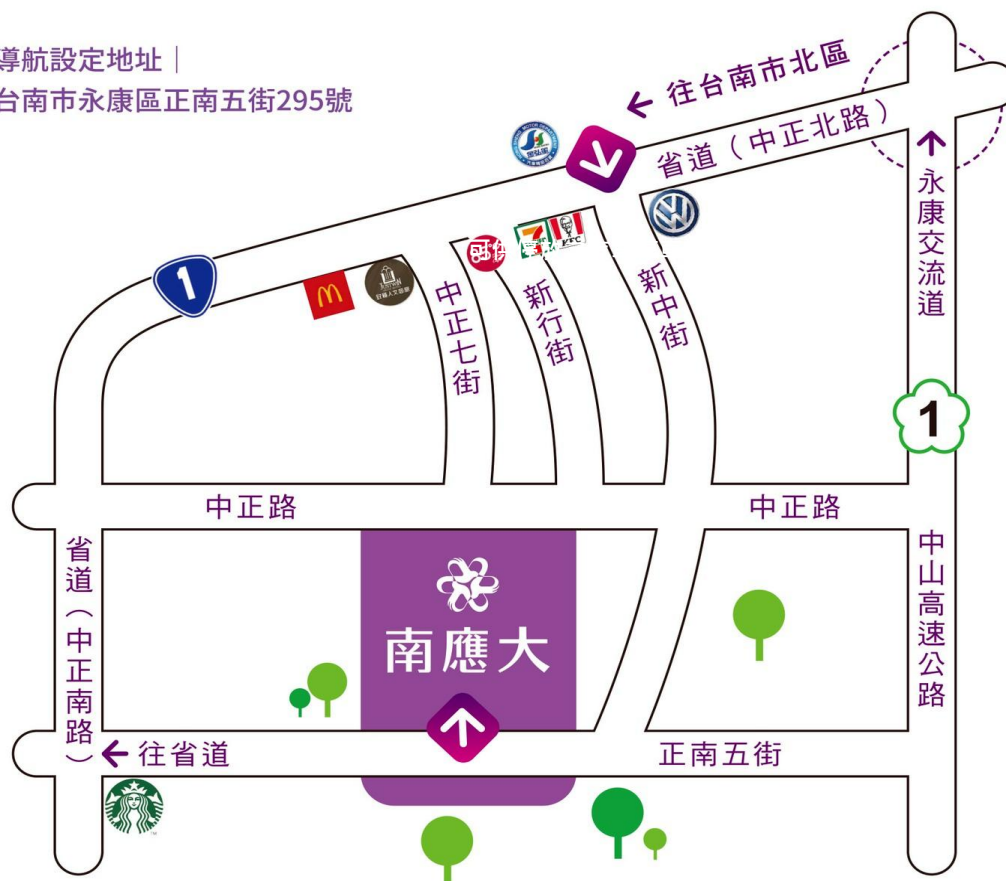 導航設定地址｜
台南市永康區正南五街295號
← 往台南市北區
省道（中正北路）
永康交流道
1
中正七街
新行街
新中街
KFC
1
中正路
中正路
省道（中正南路）
南應大
中山高速公路
← 往省道
正南五街